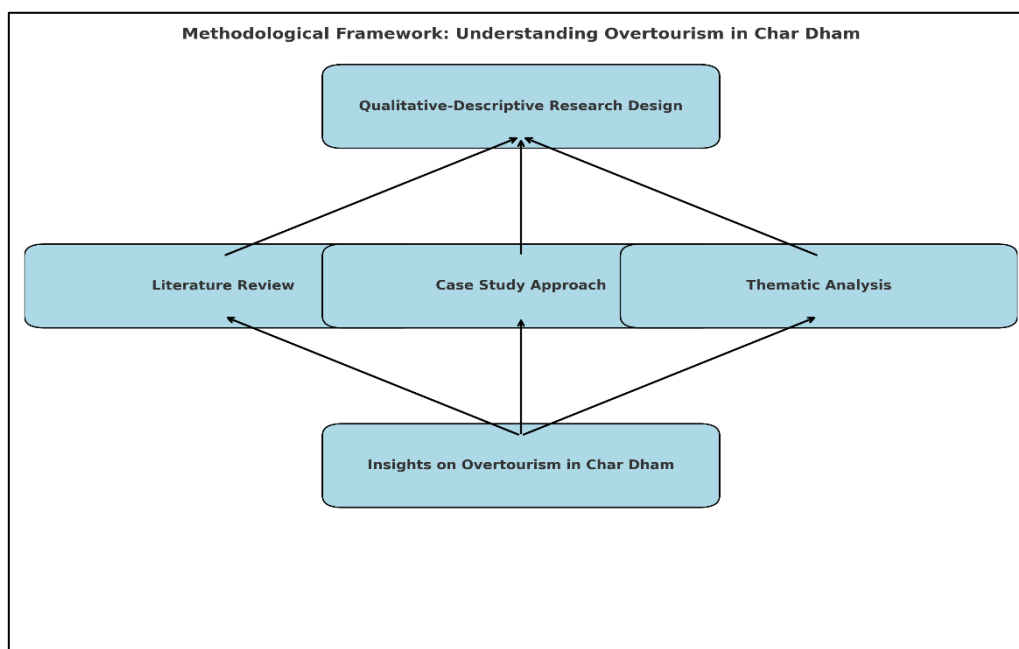 Methodological Framework: Understanding Overtourism in Char Dham
Qualitative-Descriptive Research Design
Literature Review
Case Study Approach
Thematic Analysis
Insights on Overtourism in Char Dham